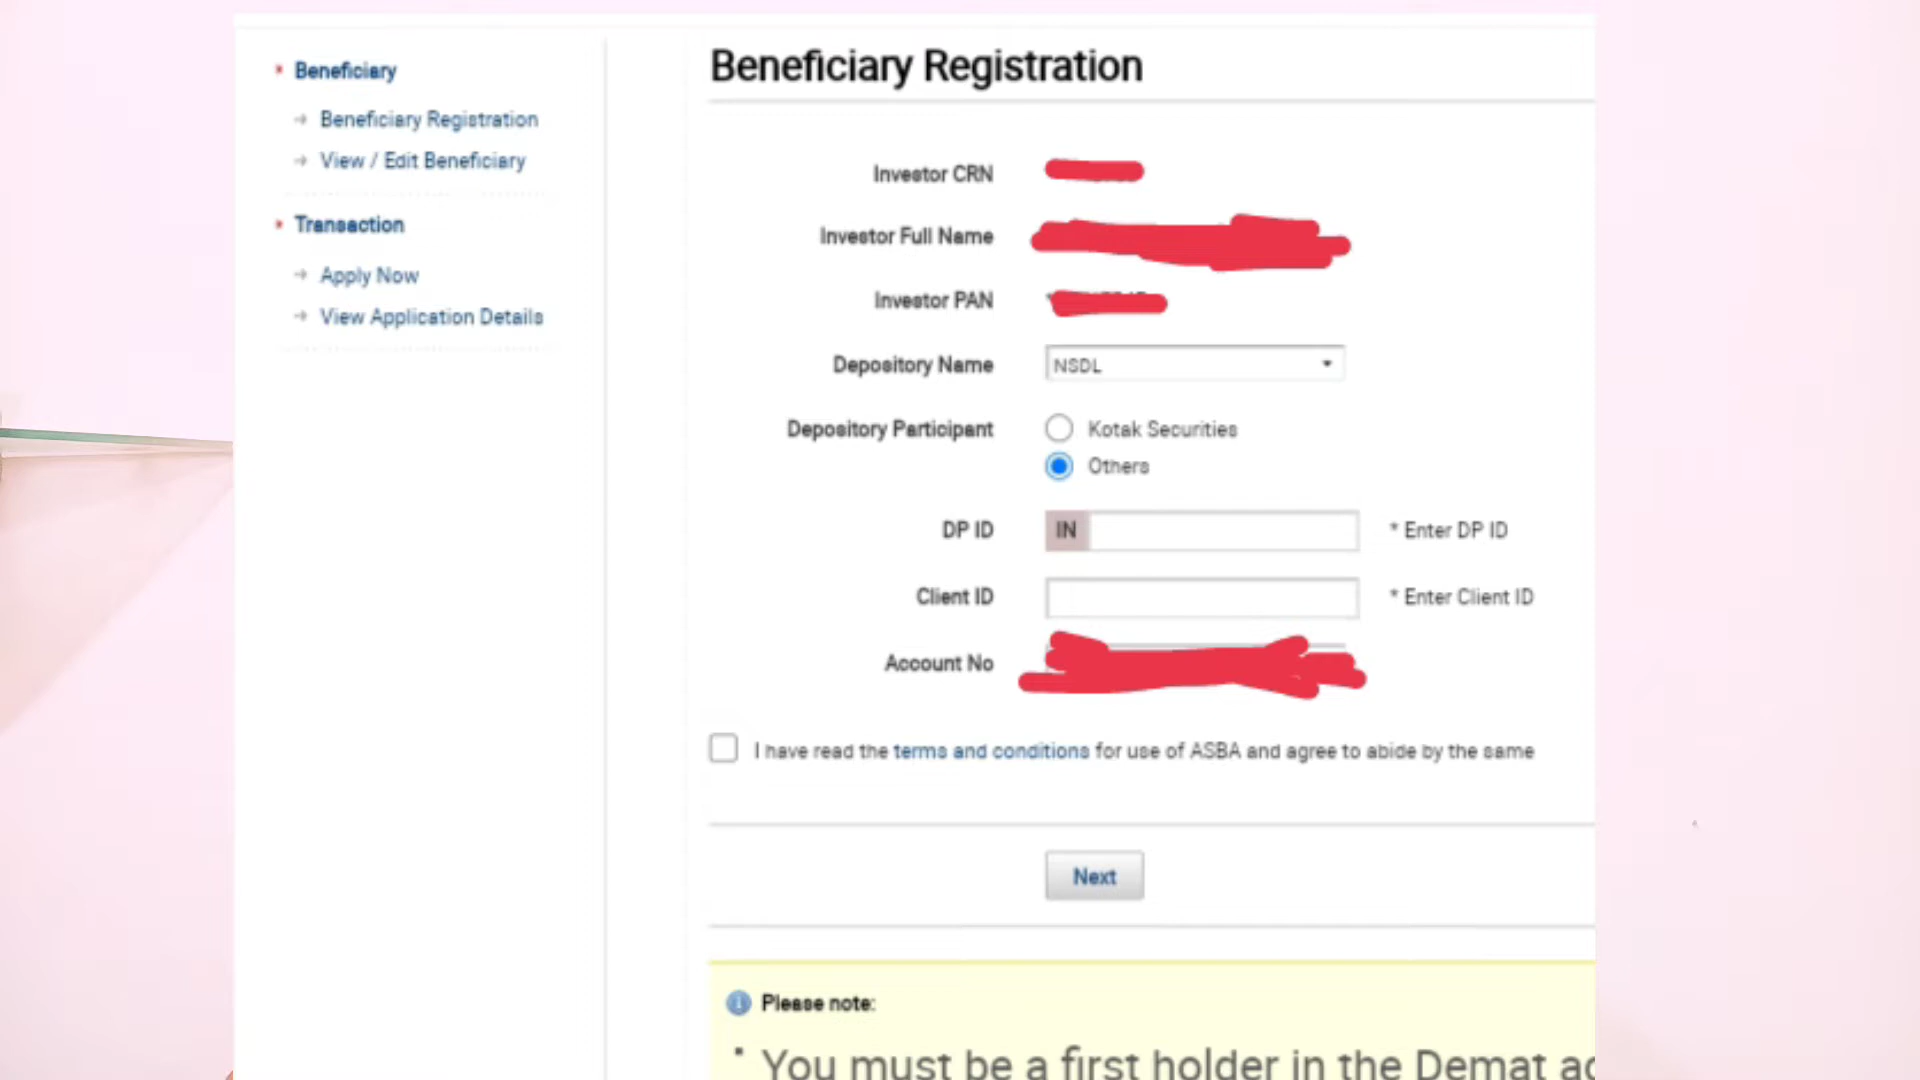 Beneficiary
Beneficiary Registration
View / Edit Beneficiary
Transaction
Apply Now
View Application Details
Beneficiary Registration
Investor CRN
Investor Full Name
Investor PAN
Depository Name NSDL
Depository Participant Kotak Securities
Others
DP ID IN * Enter DP ID
Client ID * Enter Client ID
Account No
I have read the terms and conditions for use of ASBA and agree to abide by the same
Next
Please note:
You must be a first holder in the Demat